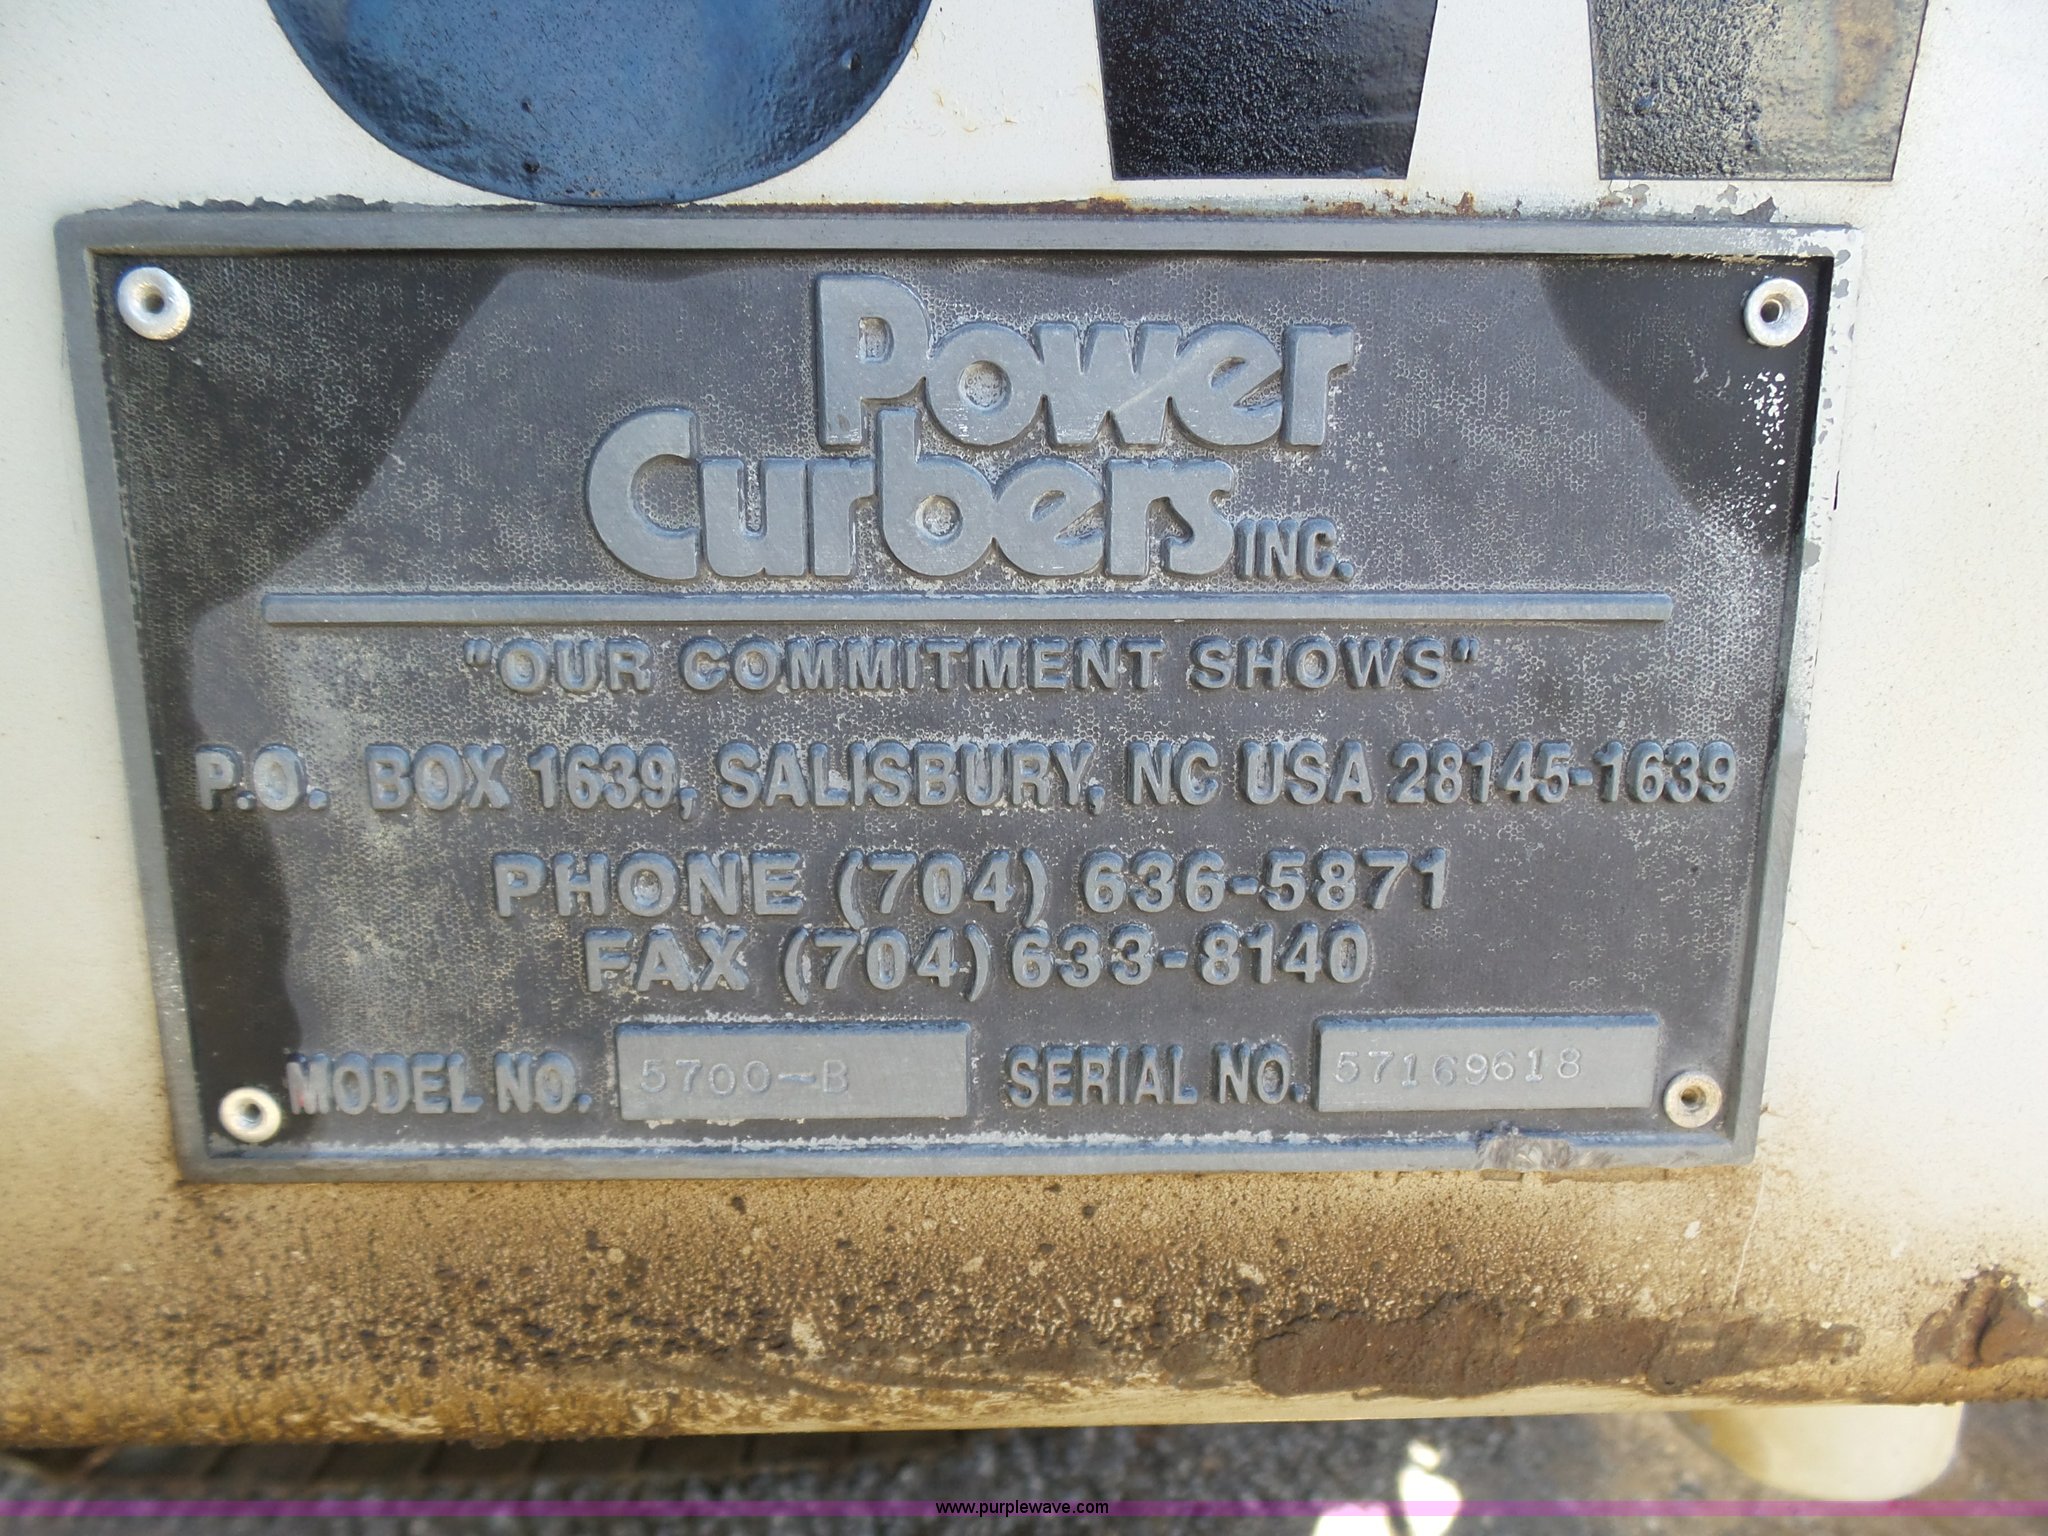 Power
Curbers INC.
"OUR COMMITMENT SHOWS"
P.O. BOX 1639, SALISBURY, NC USA 28145-1639
PHONE (704) 636-5871
FAX (704) 633-8140
MODEL NO. 5700-B SERIAL NO. 57169618
www.purplewave.com